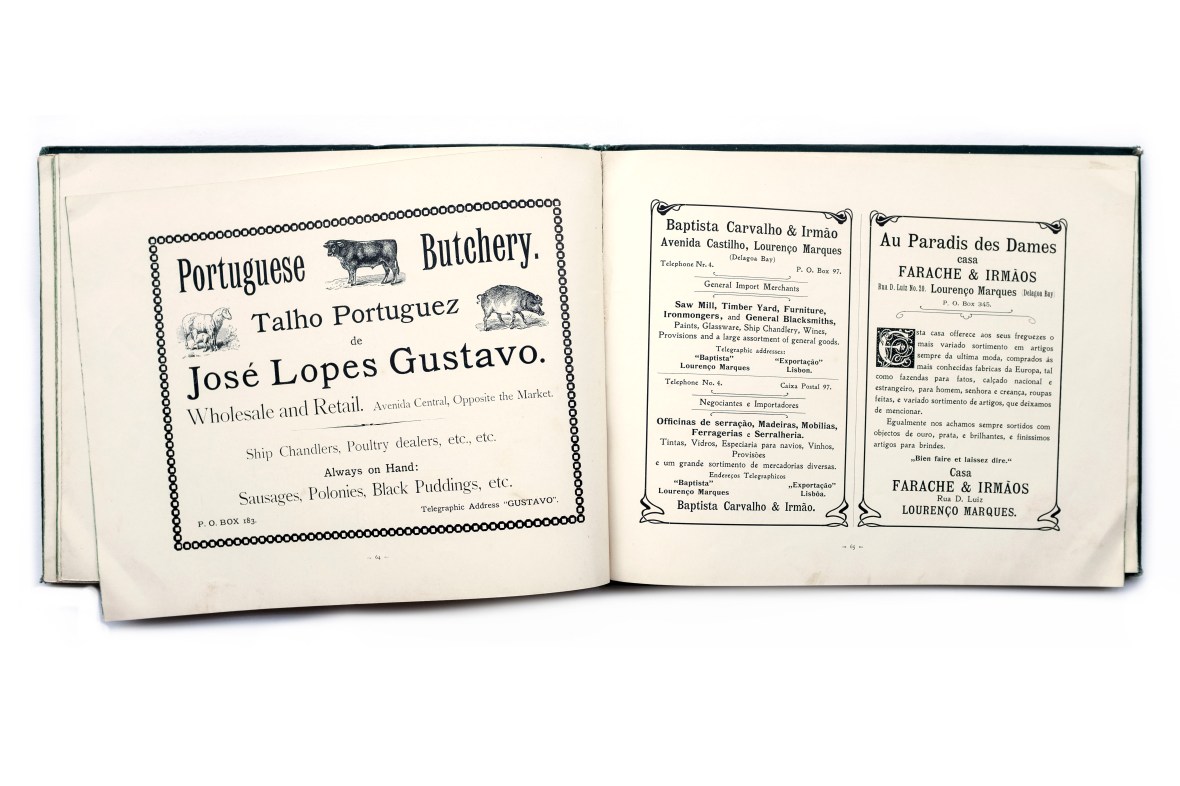 Portuguese Butchery.
Talho Portuguez
de
José Lopes Gustavo.
Wholesale and Retail. Avenida Central, Opposite the Market.
Ship Chandlers, Poultry dealers, etc., etc.
Always on Hand:
Sausages, Polonies, Black Puddings, etc.
P. O. BOX 183. Telegraphic Address "GUSTAVO".
– 64 –
Baptista Carvalho & Irmão
Avenida Castilho, Lourenço Marques
(Delagoa Bay)
Telephone Nr. 4. P. O. Box 97.
General Import Merchants
Saw Mill, Timber Yard, Furniture,
Ironmongers, and General Blacksmiths,
Paints, Glassware, Ship Chandlery, Wines,
Provisions and a large assortment of general goods.
Telegraphic addresses:
"Baptista" "Exportação"
Lourenço Marques Lisbon.
Telephone No. 4. Caixa Postal 97.
Negociantes e Importadores
Officinas de serração, Madeiras, Mobilias,
Ferragerias e Serralheria.
Tintas, Vidros, Especiaria para navios, Vinhos,
Provisões
e um grande sortimento de mercadorias diversas.
Endereços Telegraphicos
"Baptista" „Exportação"
Lourenço Marques Lisbôa.
Baptista Carvalho & Irmão.
Au Paradis des Dames
casa
FARACHE & IRMÃOS
Rua D. Luiz No. 20. Lourenço Marques (Delagoa Bay)
P. O. Box 345.
Esta casa offerece aos seus freguezes o
mais variado sortimento em artigos
sempre da ultima moda, comprados ás
mais conhecidas fabricas da Europa, tal
como fazendas para fatos, calçado nacional e
estrangeiro, para homem, senhora e creança, roupas
feitas, e variado sortimento de artigos, que deixamos
de mencionar.
Egualmente nos achamos sempre sortidos com
objectos de ouro, prata, e brilhantes, e finissimos
artigos para brindes.
„Bien faire et laissez dire."
Casa
FARACHE & IRMÃOS
Rua D. Luiz
LOURENÇO MARQUES.
– 65 –